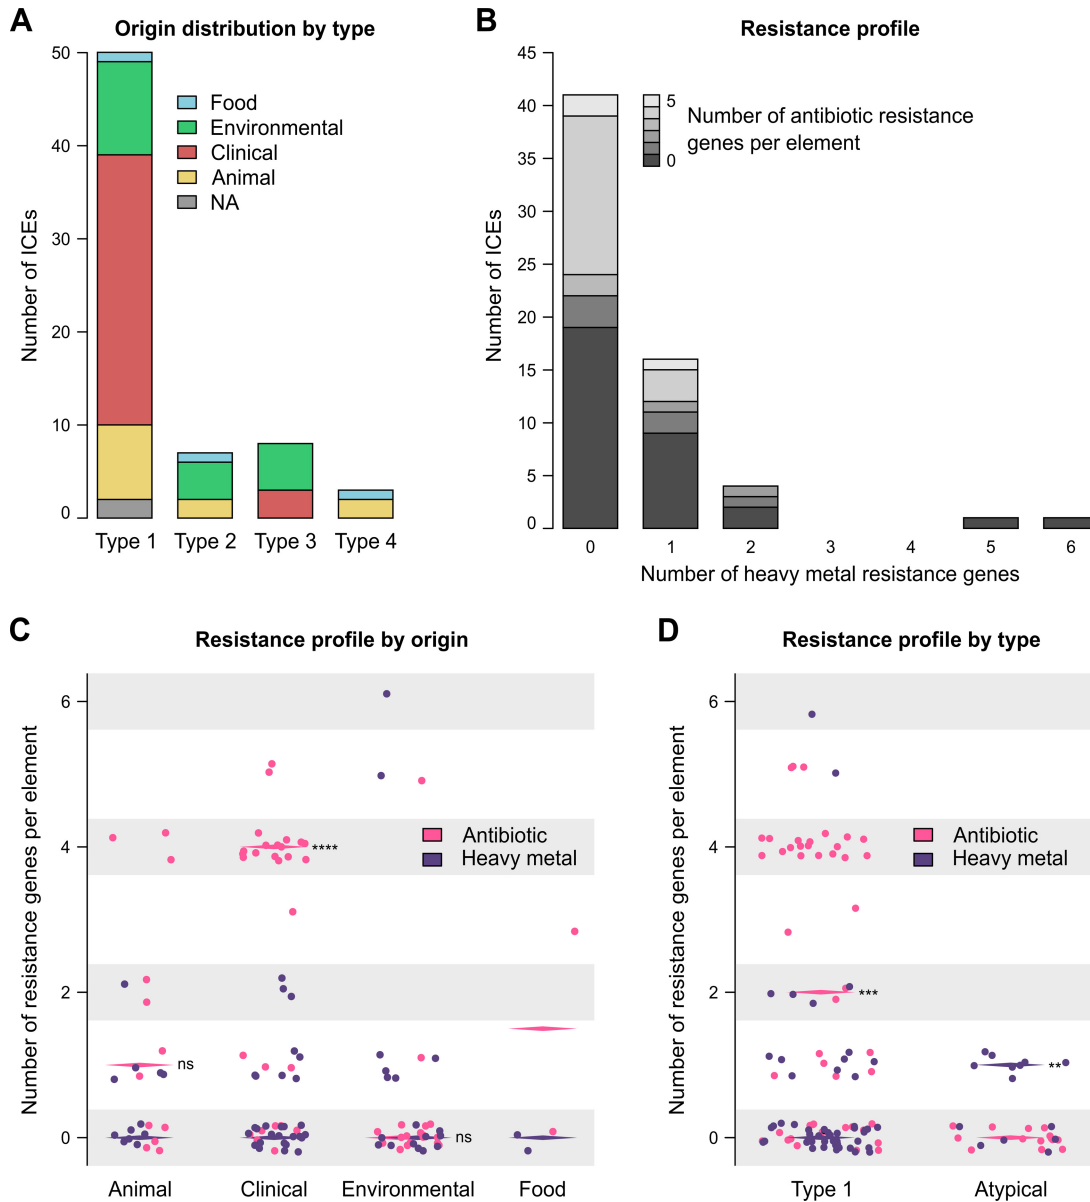 A
Origin distribution by type
Number of ICEs
50
40
30
20
10
0
Food
Environmental
Clinical
Animal
NA
Type 1 Type 2 Type 3 Type 4
B
Resistance profile
Number of ICEs
45
40
35
30
25
20
15
10
5
0
5
0
Number of antibiotic resistance
genes per element
0 1 2 3 4 5 6
Number of heavy metal resistance genes
C
Resistance profile by origin
Number of resistance genes per element
6
4
2
0
Antibiotic
Heavy metal
****
ns
ns
Animal Clinical Environmental Food
D
Resistance profile by type
Number of resistance genes per element
6
4
2
0
Antibiotic
Heavy metal
***
**
Type 1 Atypical